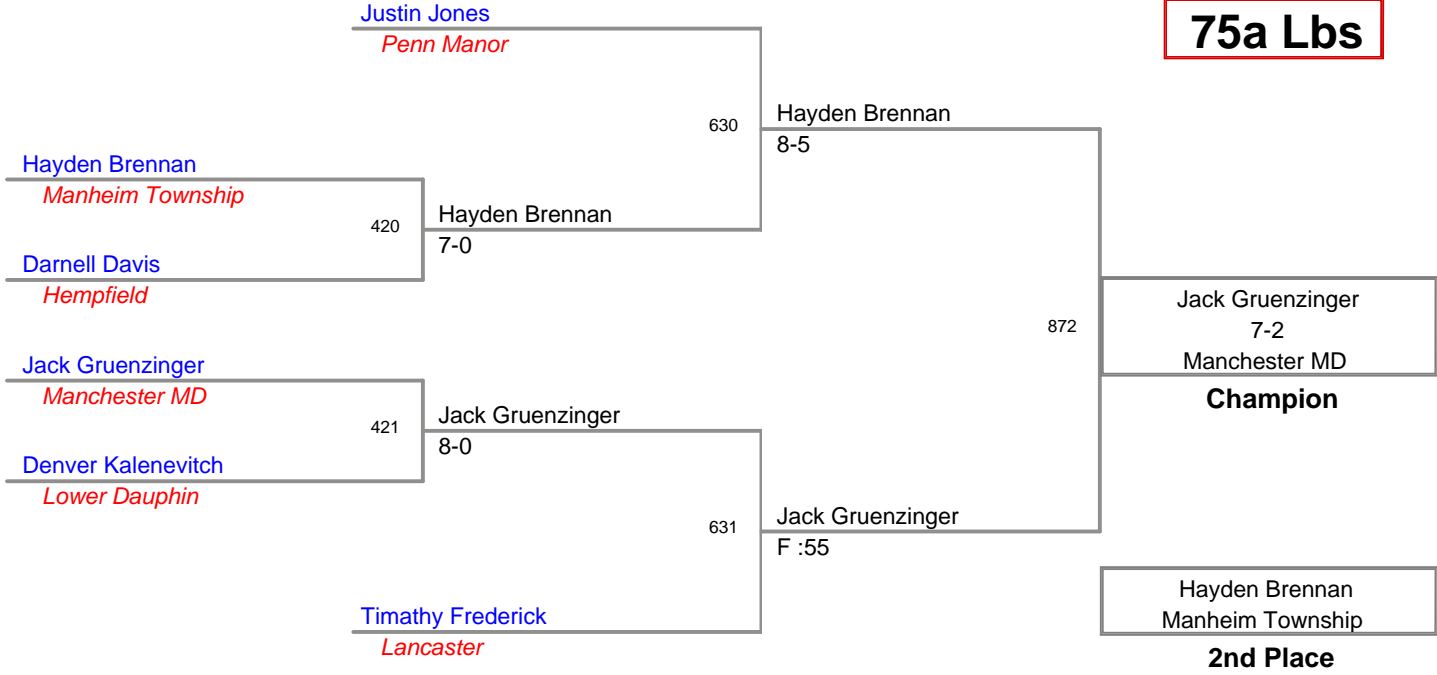 Justin Jones
Penn Manor
75a Lbs
630
Hayden Brennan
8-5
Hayden Brennan
Manheim Township
420
Hayden Brennan
7-0
Darnell Davis
Hempfield
872
Jack Gruenzinger
7-2
Manchester MD
Champion
Jack Gruenzinger
Manchester MD
421
Jack Gruenzinger
8-0
Denver Kalenevitch
Lower Dauphin
631
Jack Gruenzinger
F :55
Timathy Frederick
Lancaster
Hayden Brennan
Manheim Township
2nd Place